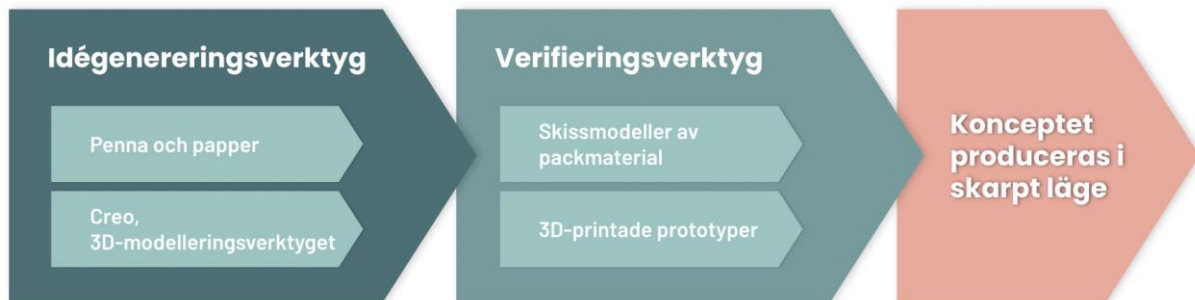 Idégenereringsverktyg
Penna och papper
Creo,
3D-modelleringsverktyget
Verifieringsverktyg
Skissmodeller av
packmaterial
3D-printade prototyper
Konceptet
produceras i
skarpt läge